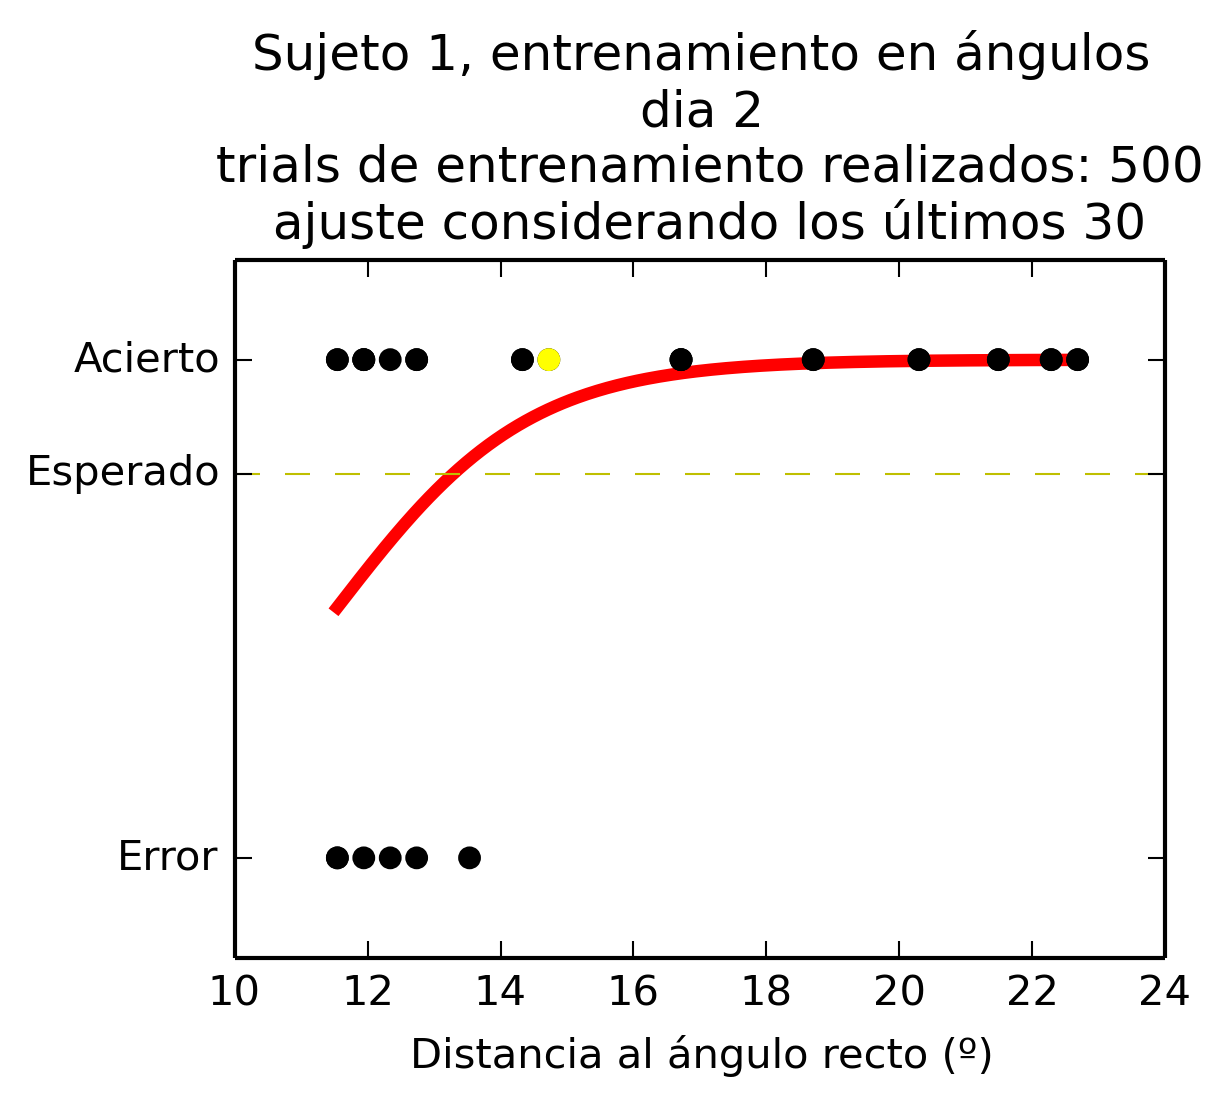 Sujeto 1, entrenamiento en ángulos
dia 2
trials de entrenamiento realizados: 500
ajuste considerando los últimos 30
Acierto
Esperado
Error
10 12 14 16 18 20 22 24
Distancia al ángulo recto (º)